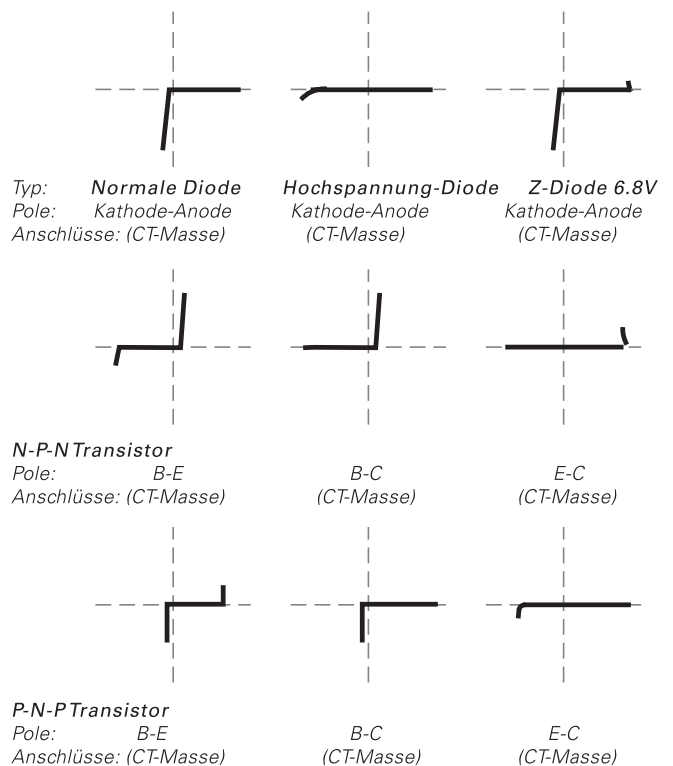 Typ: Normale Diode Hochspannung-Diode Z-Diode 6.8V
Pole: Kathode-Anode Kathode-Anode Kathode-Anode
Anschlüsse: (CT-Masse) (CT-Masse) (CT-Masse)
N-P-N Transistor
Pole: B-E B-C E-C
Anschlüsse: (CT-Masse) (CT-Masse) (CT-Masse)
P-N-P Transistor
Pole: B-E B-C E-C
Anschlüsse: (CT-Masse) (CT-Masse) (CT-Masse)